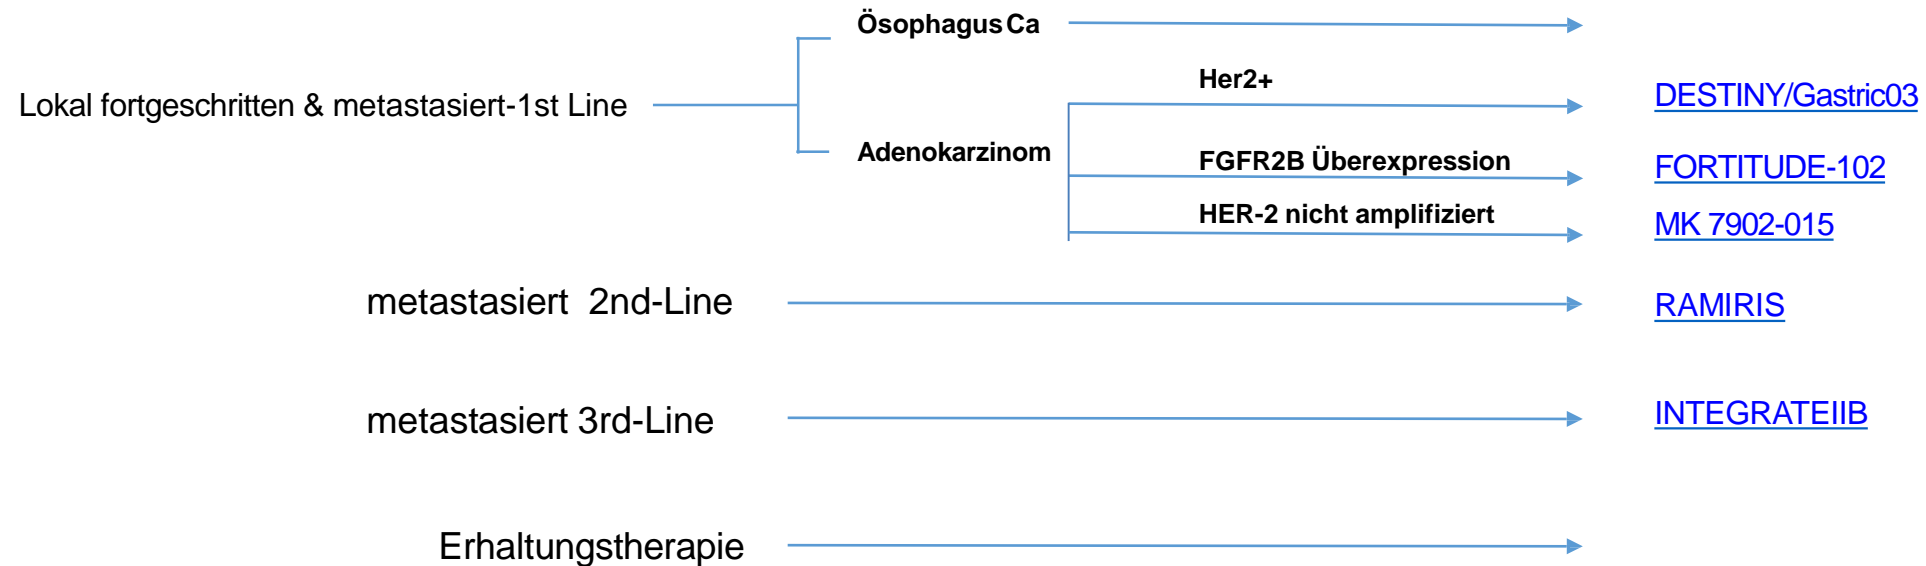 Ösophagus Ca
Lokal fortgeschritten & metastasiert-1st Line
Her2+
DESTINY/Gastric03
Adenokarzinom
FGFR2B Überexpression
FORTITUDE-102
HER-2 nicht amplifiziert
MK 7902-015
metastasiert 2nd-Line
RAMIRIS
metastasiert 3rd-Line
INTEGRATEIIB
Erhaltungstherapie